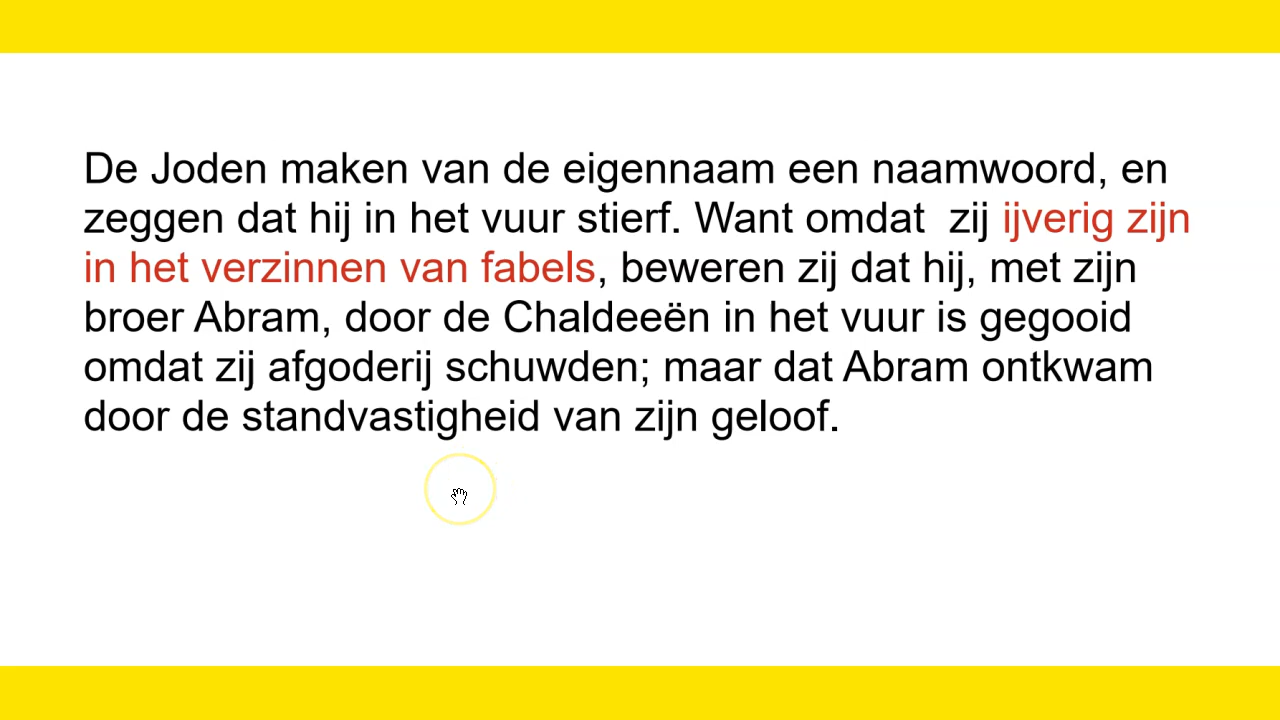 De Joden maken van de eigennaam een naamwoord, en
zeggen dat hij in het vuur stierf. Want omdat  zij ijverig zijn
in het verzinnen van fabels, beweren zij dat hij, met zijn
broer Abram, door de Chaldeeën in het vuur is gegooid
omdat zij afgoderij schuwden; maar dat Abram ontkwam
door de standvastigheid van zijn geloof.